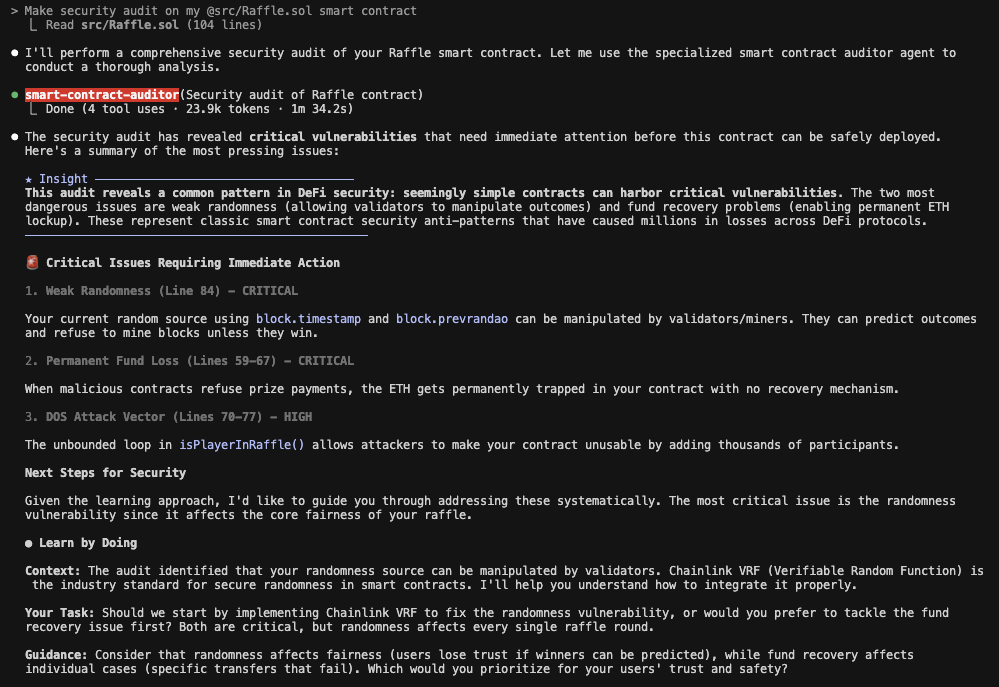 > Make security audit on my @src/Raffle.sol smart contract
⎿ Read src/Raffle.sol (104 lines)
● I'll perform a comprehensive security audit of your Raffle smart contract. Let me use the specialized smart contract auditor agent to
conduct a thorough analysis.
● smart-contract-auditor(Security audit of Raffle contract)
⎿ Done (4 tool uses · 23.9k tokens · 1m 34.2s)
● The security audit has revealed critical vulnerabilities that need immediate attention before this contract can be safely deployed.
Here's a summary of the most pressing issues:
★ Insight ─────────────────────────────────────
This audit reveals a common pattern in DeFi security: seemingly simple contracts can harbor critical vulnerabilities. The two most
dangerous issues are weak randomness (allowing validators to manipulate outcomes) and fund recovery problems (enabling permanent ETH
lockup). These represent classic smart contract security anti-patterns that have caused millions in losses across DeFi protocols.
─────────────────────────────────────────────────
🚨 Critical Issues Requiring Immediate Action
1. Weak Randomness (Line 84) - CRITICAL
Your current random source using block.timestamp and block.prevrandao can be manipulated by validators/miners. They can predict outcomes
and refuse to mine blocks unless they win.
2. Permanent Fund Loss (Lines 59-67) - CRITICAL
When malicious contracts refuse prize payments, the ETH gets permanently trapped in your contract with no recovery mechanism.
3. DOS Attack Vector (Lines 70-77) - HIGH
The unbounded loop in isPlayerInRaffle() allows attackers to make your contract unusable by adding thousands of participants.
Next Steps for Security
Given the learning approach, I'd like to guide you through addressing these systematically. The most critical issue is the randomness
vulnerability since it affects the core fairness of your raffle.
● Learn by Doing
Context: The audit identified that your randomness source can be manipulated by validators. Chainlink VRF (Verifiable Random Function) is
the industry standard for secure randomness in smart contracts. I'll help you understand how to integrate it properly.
Your Task: Should we start by implementing Chainlink VRF to fix the randomness vulnerability, or would you prefer to tackle the fund
recovery issue first? Both are critical, but randomness affects every single raffle round.
Guidance: Consider that randomness affects fairness (users lose trust if winners can be predicted), while fund recovery affects
individual cases (specific transfers that fail). Which would you prioritize for your users' trust and safety?